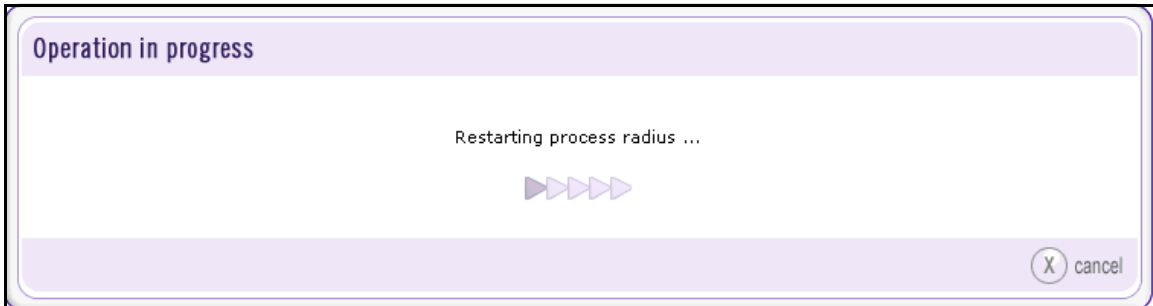 Operation in progress
Restarting process radius ...
X cancel